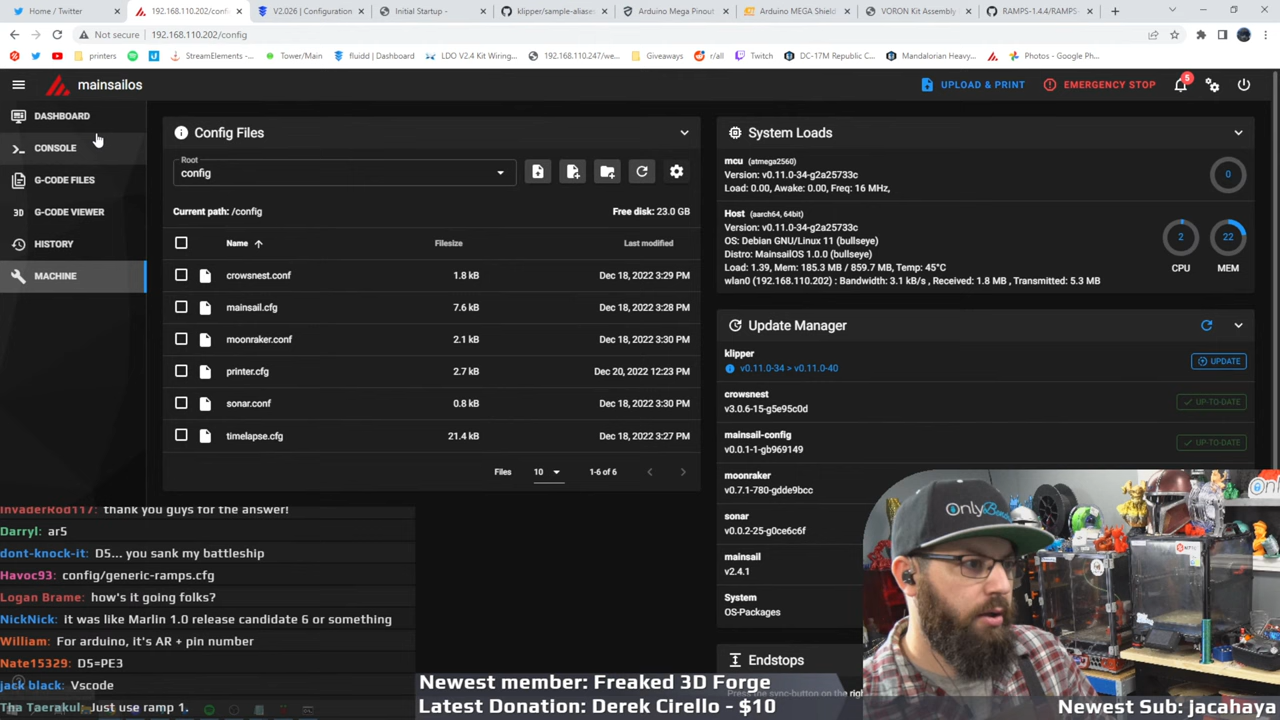 Home / Twitter
192.168.110.202/config
V2.026 | Configuration
Initial Startup -
klipper/sample-aliase
Arduino Mega Pinout
Arduino MEGA Shield
VORON Kit Assembly
RAMPS-1.4.4/RAMPS
Not secure 192.168.110.202/config
printers
StreamElements -...
Tower/Main
fluidd | Dashboard
LDO V2.4 Kit Wiring...
192.168.110.247/we...
Giveaways
r/all
Twitch
DC-17M Republic C...
Mandalorian Heavy...
Photos - Google Ph...
mainsailos
UPLOAD & PRINT
EMERGENCY STOP
5
DASHBOARD
CONSOLE
G-CODE FILES
3D G-CODE VIEWER
HISTORY
MACHINE
Config Files
Root
config
Current path: /config
Free disk: 23.0 GB
Name Filesize Last modified
crowsnest.conf 1.8 kB Dec 18, 2022 3:29 PM
mainsail.cfg 7.6 kB Dec 18, 2022 3:28 PM
moonraker.conf 2.1 kB Dec 18, 2022 3:30 PM
printer.cfg 2.7 kB Dec 20, 2022 12:23 PM
sonar.conf 0.8 kB Dec 18, 2022 3:30 PM
timelapse.cfg 21.4 kB Dec 18, 2022 3:27 PM
Files 10 1-6 of 6
System Loads
mcu (atmega2560)
Version: v0.11.0-34-g2a25733c
Load: 0.00, Awake: 0.00, Freq: 16 MHz,
0
Host (aarch64, 64bit)
Version: v0.11.0-34-g2a25733c
OS: Debian GNU/Linux 11 (bullseye)
Distro: MainsailOS 1.0.0 (bullseye)
Load: 1.39, Mem: 185.3 MB / 859.7 MB, Temp: 45°C
wlan0 (192.168.110.202) : Bandwidth: 3.1 kB/s , Received: 1.8 MB , Transmitted: 5.3 MB
2
CPU
22
MEM
Update Manager
klipper
v0.11.0-34 > v0.11.0-40
UPDATE
crowsnest
v3.0.6-15-g5e95c0d
UP-TO-DATE
mainsail-config
v0.0.1-1-gb969149
UP-TO-DATE
moonraker
v0.7.1-780-gdde9bcc
sonar
v0.0.2-25-g0ce6c6f
mainsail
v2.4.1
System
OS-Packages
Endstops
Press the sync-button on the righ
InvaderRod117: thank you guys for the answer!
Darryl: ar5
dont-knock-it: D5... you sank my battleship
Havoc93: config/generic-ramps.cfg
Logan Brame: how's it going folks?
NickNick: it was like Marlin 1.0 release candidate 6 or something
William: For arduino, it's AR + pin number
Nate15329: D5=PE3
jack black: Vscode
Tha Taerakul: Just use ramp 1.
Newest member: Freaked 3D Forge
Latest Donation: Derek Cirello - $10
Newest Sub: jacahaya